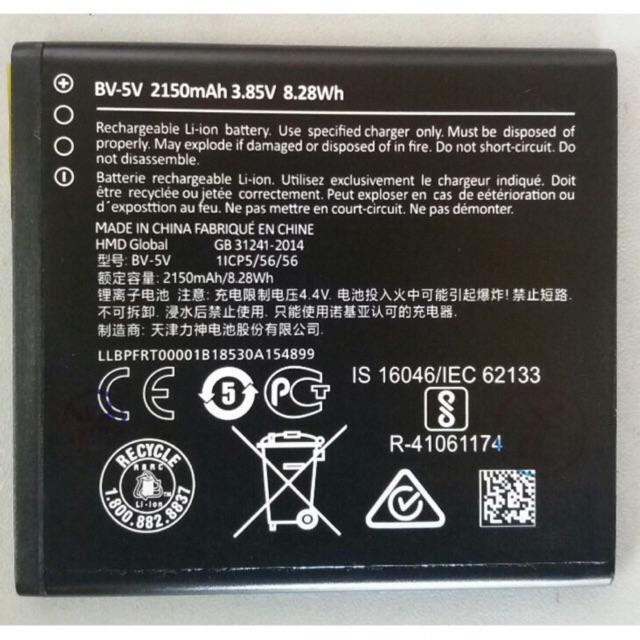 BV-5V 2150mAh 3.85V 8.28Wh
Rechargeable Li-ion battery. Use specified charger only. Must be disposed of
properly. May explode if damaged or disposed of in fire. Do not short-circuit. Do
not disassemble.
Batterie rechargeable Li-ion. Utilisez exclusivement le chargeur indiqué. Doit
être recyclée ou jetée correctement. Peut exploser en cas de eétérioration ou
d´exposttion au feu. Ne pas mettre en court-circuit. Ne pas démonter.
MADE IN CHINA FABRIQUÉ EN CHINE
HMD Global GB 31241-2014
型号: BV-5V 1ICP5/56/56
额定容量: 2150mAh/8.28Wh
锂离子电池 注意: 充电限制电压4.4V. 电池投入火中可能引起爆炸! 禁止短路.
不可拆卸. 浸水后禁止使用. 只能使用诺基亚认可的充电器.
制造商: 天津力神电池股份有限公司
LLBPFRT00001B18530A154899
CE 5 PCT IS 16046/IEC 62133
R-41061174
RECYCLE
RBRC
Li-ion
1.800.882.8837